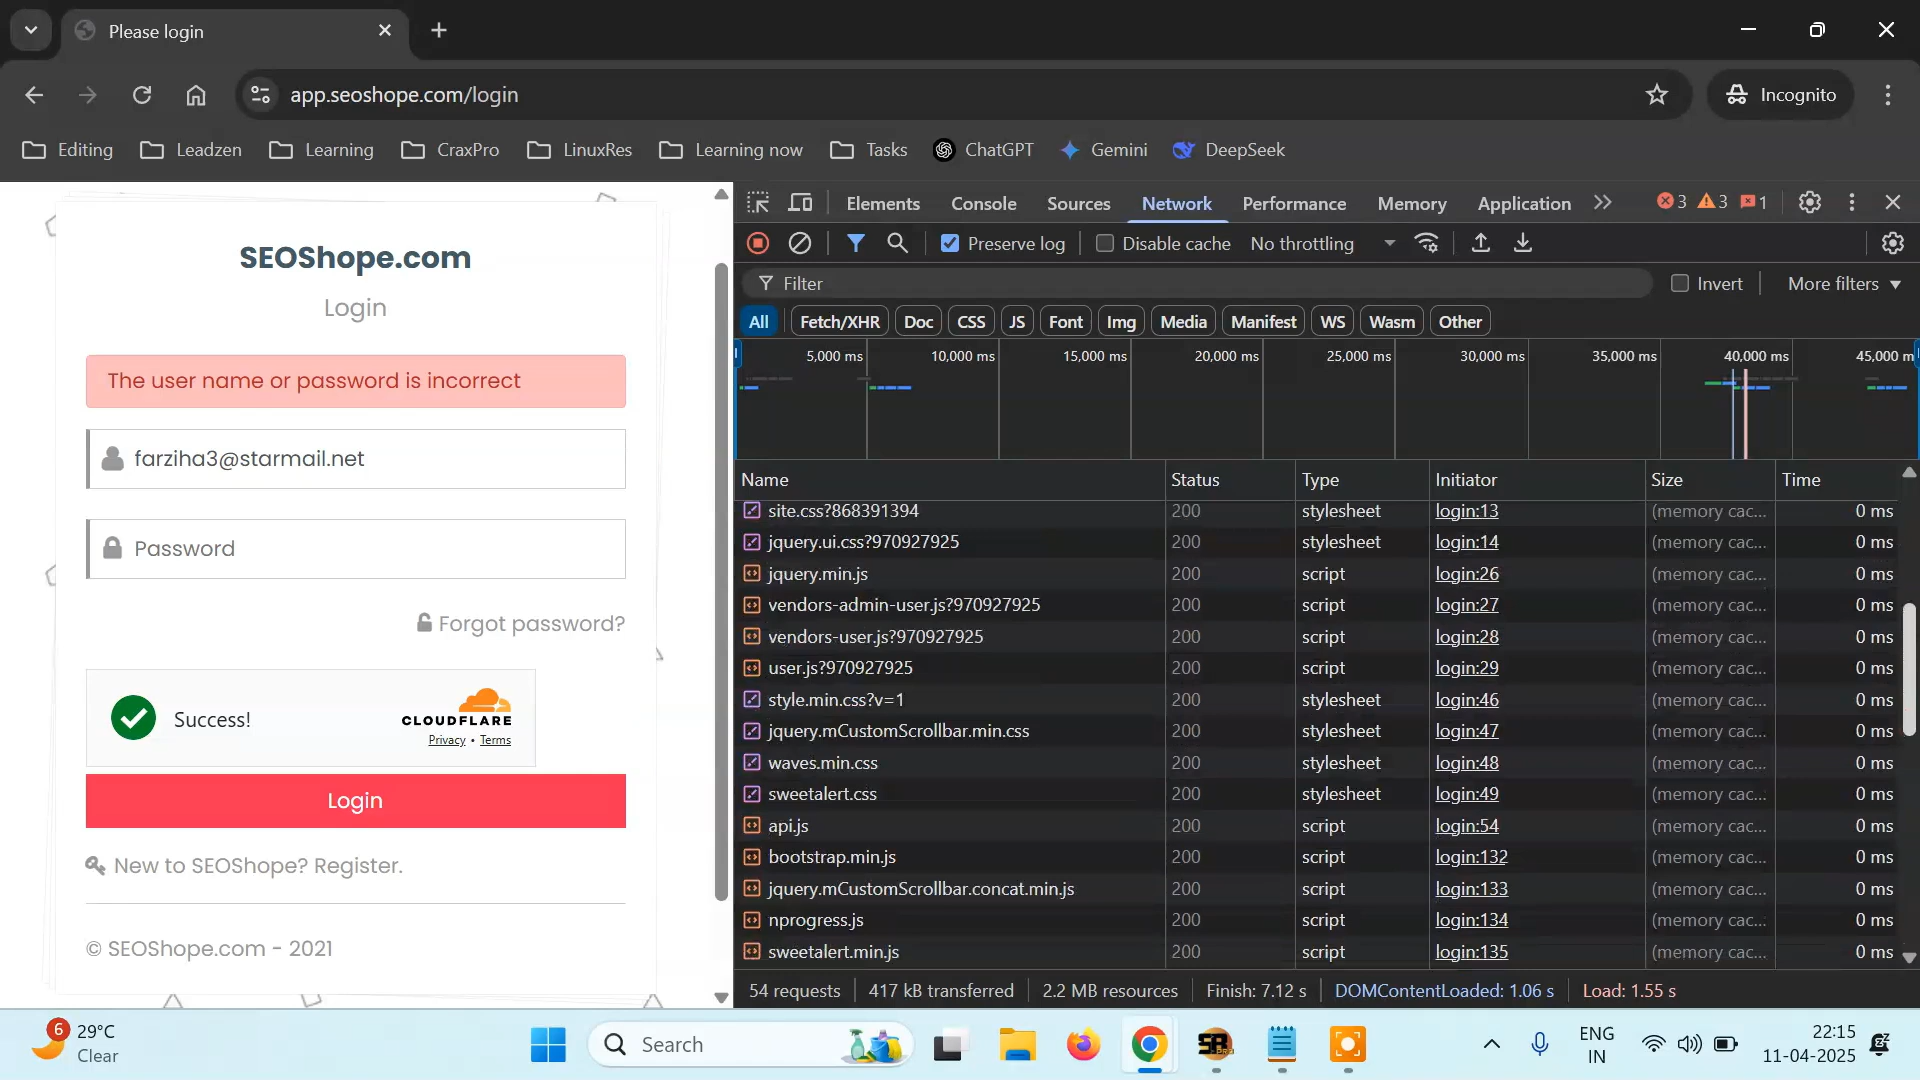 Please login
app.seoshope.com/login
Incognito
Editing
Leadzen
Learning
CraxPro
LinuxRes
Learning now
Tasks
ChatGPT
Gemini
DeepSeek
SEOShope.com
Login
The user name or password is incorrect
farziha3@starmail.net
Password
Forgot password?
Success!
CLOUDFLARE
Privacy • Terms
Login
New to SEOShope? Register.
© SEOShope.com - 2021
Elements Console Sources Network Performance Memory Application 3 3 1
Preserve log Disable cache No throttling
Filter Invert More filters
All Fetch/XHR Doc CSS JS Font Img Media Manifest WS Wasm Other
5,000 ms 10,000 ms 15,000 ms 20,000 ms 25,000 ms 30,000 ms 35,000 ms 40,000 ms 45,000 m
Name Status Type Initiator Size Time
site.css?868391394 200 stylesheet login:13 (memory cac... 0 ms
jquery.ui.css?970927925 200 stylesheet login:14 (memory cac... 0 ms
jquery.min.js 200 script login:26 (memory cac... 0 ms
vendors-admin-user.js?970927925 200 script login:27 (memory cac... 0 ms
vendors-user.js?970927925 200 script login:28 (memory cac... 0 ms
user.js?970927925 200 script login:29 (memory cac... 0 ms
style.min.css?v=1 200 stylesheet login:46 (memory cac... 0 ms
jquery.mCustomScrollbar.min.css 200 stylesheet login:47 (memory cac... 0 ms
waves.min.css 200 stylesheet login:48 (memory cac... 0 ms
sweetalert.css 200 stylesheet login:49 (memory cac... 0 ms
api.js 200 script login:54 (memory cac... 0 ms
bootstrap.min.js 200 script login:132 (memory cac... 0 ms
jquery.mCustomScrollbar.concat.min.js 200 script login:133 (memory cac... 0 ms
nprogress.js 200 script login:134 (memory cac... 0 ms
sweetalert.min.js 200 script login:135 (memory cac... 0 ms
54 requests 417 kB transferred 2.2 MB resources Finish: 7.12 s DOMContentLoaded: 1.06 s Load: 1.55 s
6
29°C
Clear
Search
SR
PRO
ENG
IN
22:15
11-04-2025